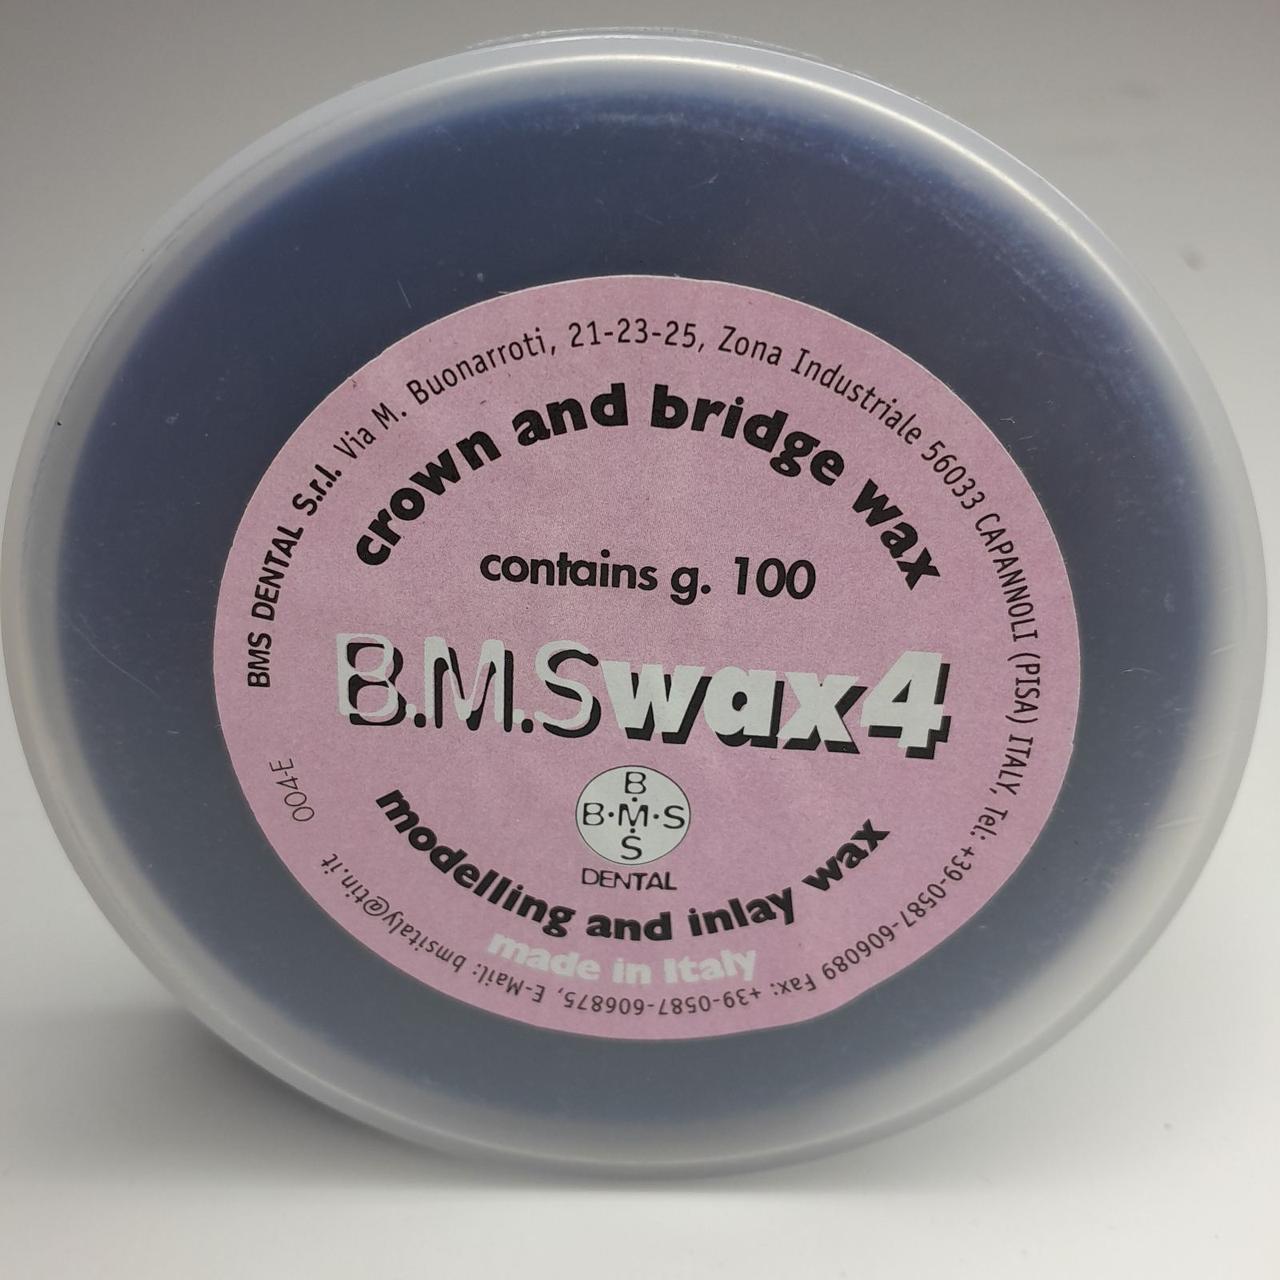 BMS DENTAL S.r.l. Via M. Buonarroti, 21-23-25, Zona Industriale 56033 CAPANNOLI (PISA) ITALY, Tel: +39-0587-606089 Fax: +39-0587-606875, E-Mail: bmsitaly@tin.it
crown and bridge wax
contains g. 100
B.M.Swax4
B
B·M·S
S
DENTAL
modelling and inlay wax
made in Italy
004-E